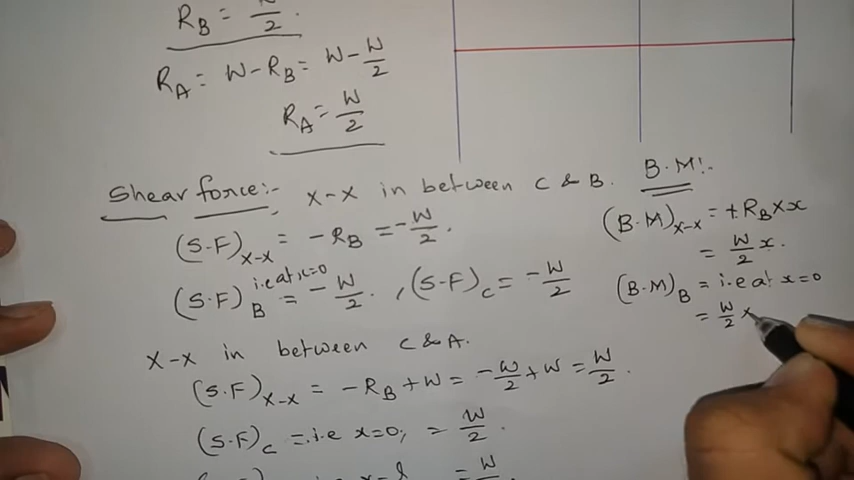 R_B = W/2.
R_A = W - R_B = W - W/2
R_A = W/2
Shear force:- X-X in between C & B.
(S.F)_X-X = -R_B = -W/2.
(S.F)_B i.e at x=0 = -W/2. , (S.F)_C = -W/2
X-X in between C & A.
(S.F)_X-X = -R_B + W = -W/2 + W = W/2.
(S.F)_C = i.e x=0; = W/2.
= W/2.
B.M:-
(B.M)_X-X = +R_B × x
= W/2 x.
(B.M)_B = i.e at x=0
= W/2 ×